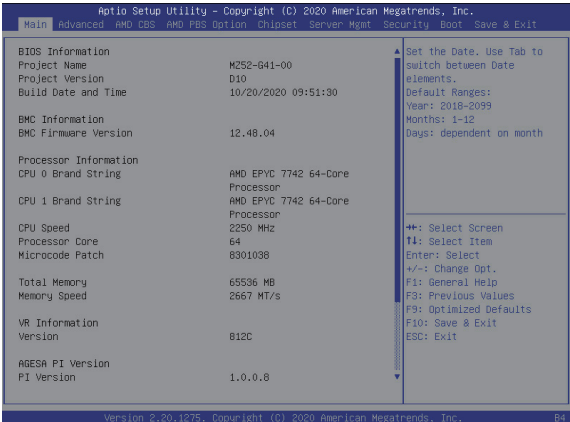 Aptio Setup Utility – Copyright (C) 2020 American Megatrends, Inc.
Main Advanced AMD CBS AMD PBS Option Chipset Server Mgmt Security Boot Save & Exit
BIOS Information
Project Name MZ52-G41-00
Project Version D10
Build Date and Time 10/20/2020 09:51:30
BMC Information
BMC Firmware Version 12.48.04
Processor Information
CPU 0 Brand String AMD EPYC 7742 64-Core
Processor
CPU 1 Brand String AMD EPYC 7742 64-Core
Processor
CPU Speed 2250 MHz
Processor Core 64
Microcode Patch 8301038
Total Memory 65536 MB
Memory Speed 2667 MT/s
VR Information
Version 812C
AGESA PI Version
PI Version 1.0.0.8
Set the Date. Use Tab to
switch between Date
elements.
Default Ranges:
Year: 2018-2099
Months: 1-12
Days: dependent on month
→←: Select Screen
↑↓: Select Item
Enter: Select
+/-: Change Opt.
F1: General Help
F3: Previous Values
F9: Optimized Defaults
F10: Save & Exit
ESC: Exit
Version 2.20.1275. Copyright (C) 2020 American Megatrends, Inc.
B4